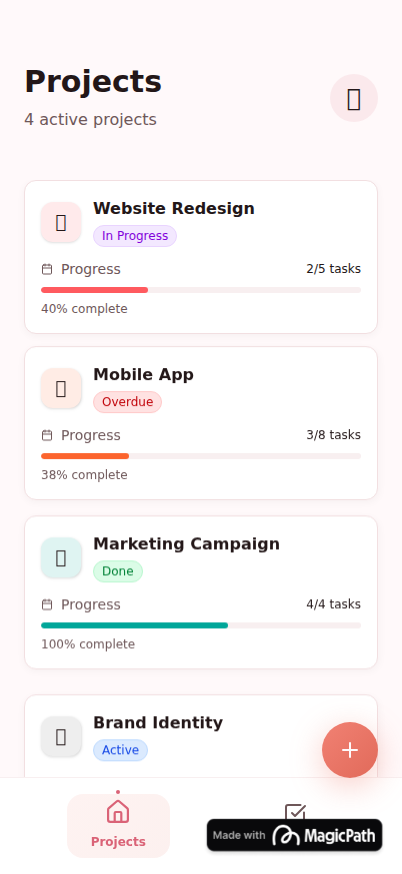 Projects
4 active projects
Website Redesign
In Progress
Progress
2/5 tasks
40% complete
Mobile App
Overdue
Progress
3/8 tasks
38% complete
Marketing Campaign
Done
Progress
4/4 tasks
100% complete
Brand Identity
Active
Projects
Made with MagicPath